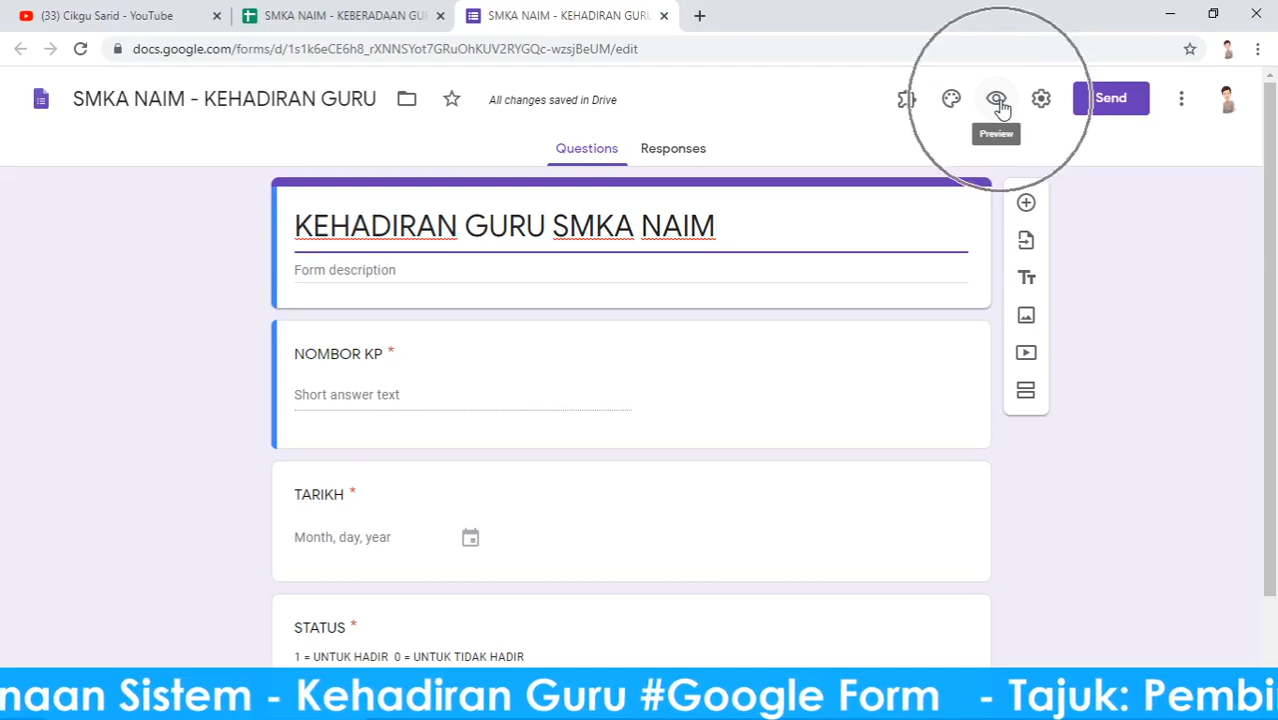 (33) Cikgu Sarid - YouTube
SMKA NAIM - KEBERADAAN GU
SMKA NAIM - KEHADIRAN GURU
docs.google.com/forms/d/1s1k6eCE6h8_rXNNSYot7GRuOhKUV2RYGQc-wzsjBeUM/edit
SMKA NAIM - KEHADIRAN GURU
All changes saved in Drive
Send
Preview
Questions
Responses
KEHADIRAN GURU SMKA NAIM
Form description
NOMBOR KP *
Short answer text
TARIKH *
Month, day, year
STATUS *
1 = UNTUK HADIR 0 = UNTUK TIDAK HADIR
naan Sistem - Kehadiran Guru #Google Form - Tajuk: Pembi